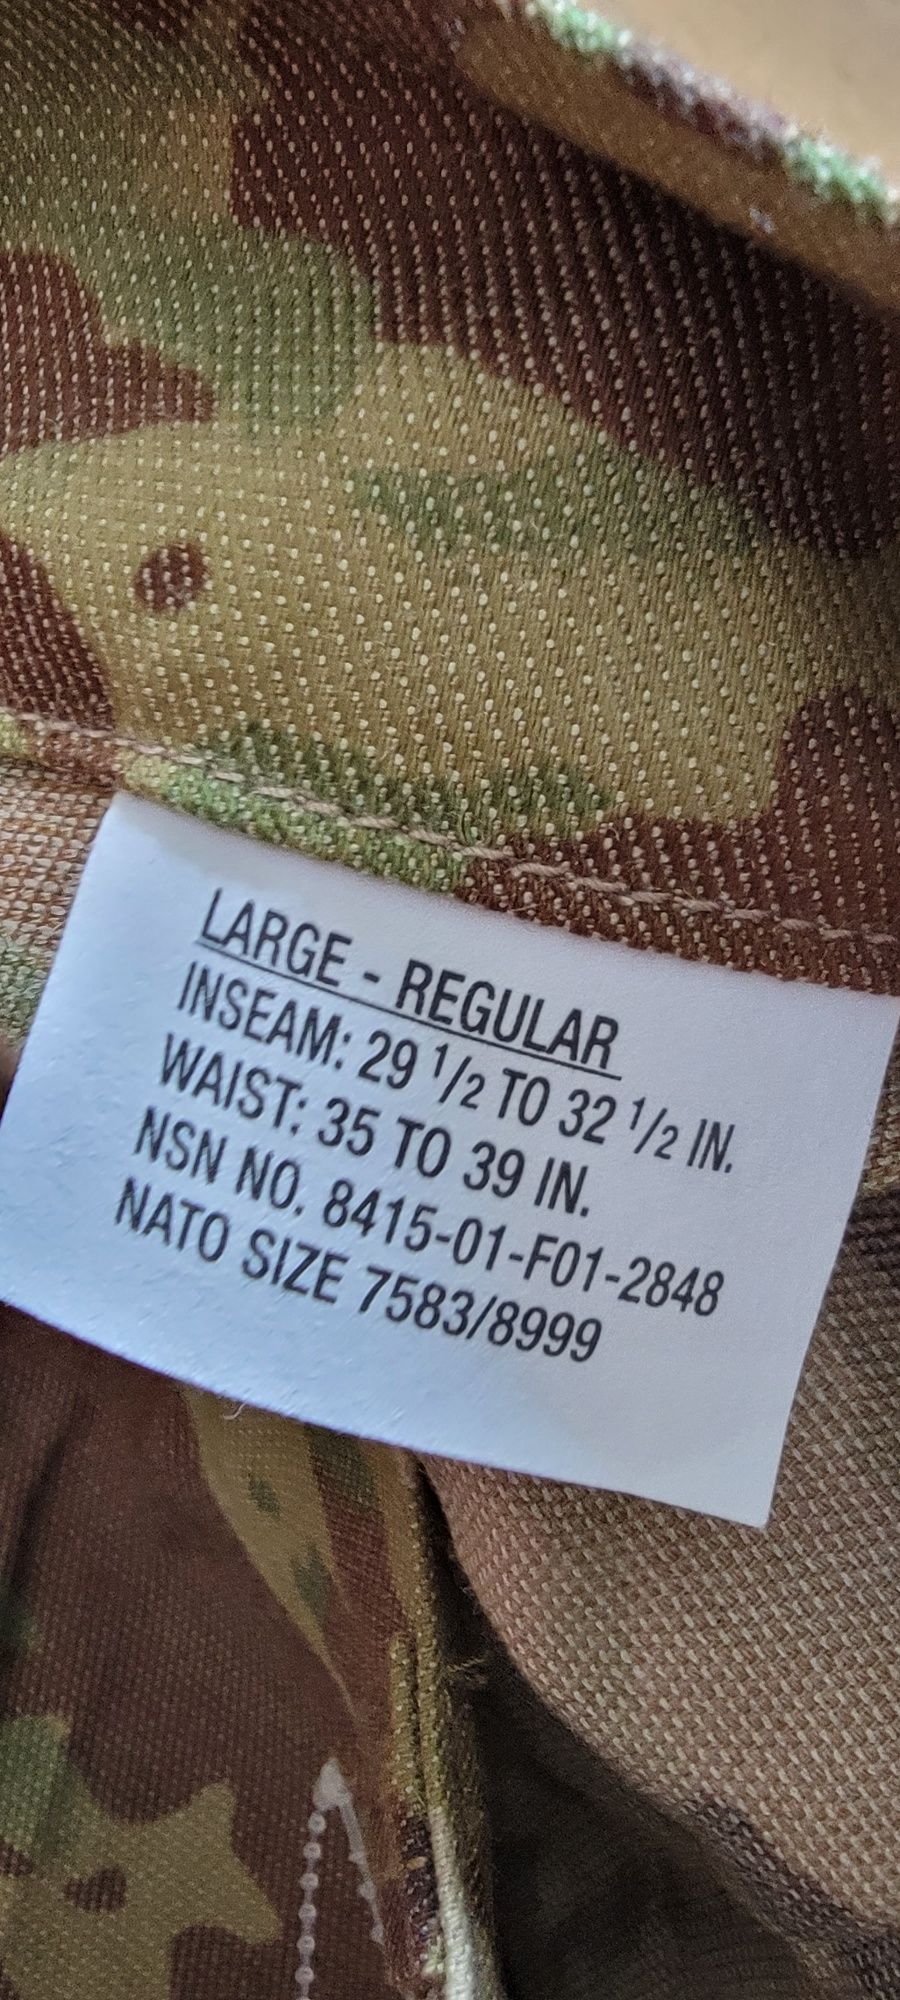 LARGE - REGULAR
INSEAM: 29 1/2 TO 32 1/2 IN.
WAIST: 35 TO 39 IN.
NSN NO. 8415-01-F01-2848
NATO SIZE 7583/8999